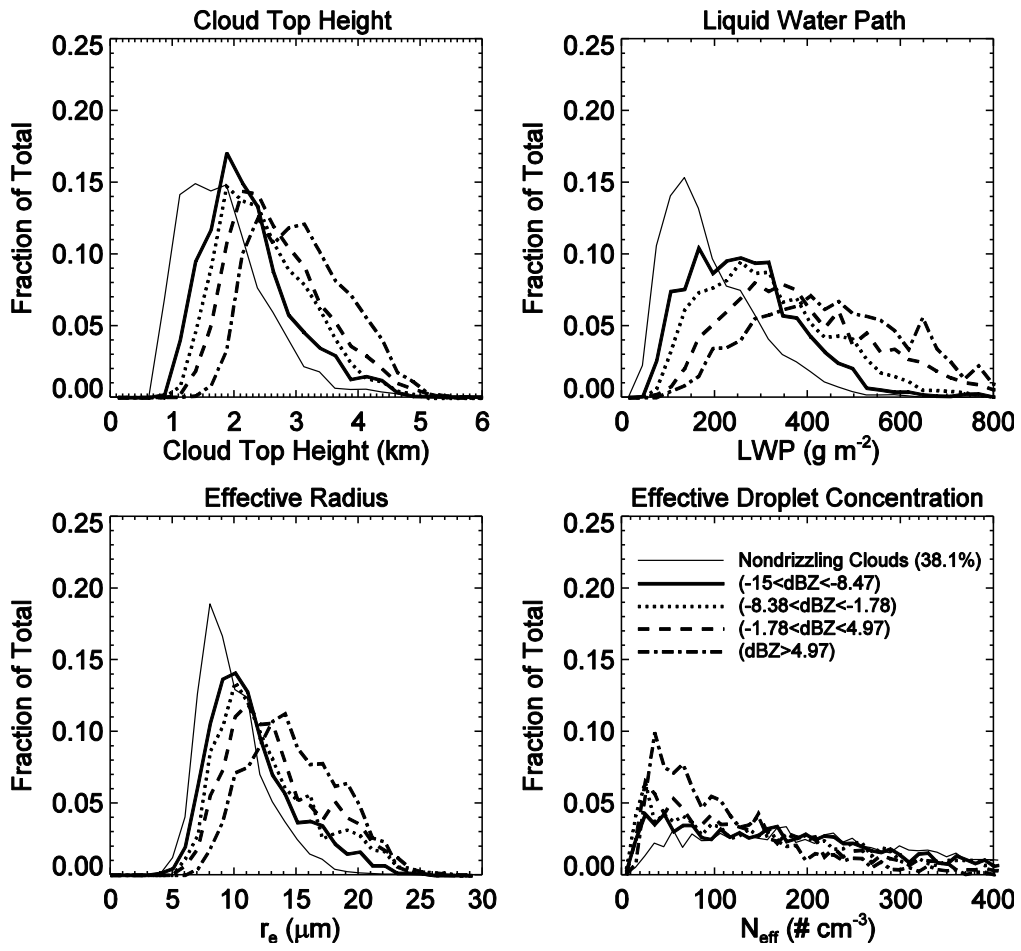 Cloud Top Height
Fraction of Total
0.25
0.20
0.15
0.10
0.05
0.00
0 1 2 3 4 5 6
Cloud Top Height (km)
Liquid Water Path
Fraction of Total
0.25
0.20
0.15
0.10
0.05
0.00
0 200 400 600 800
LWP (g m⁻²)
Effective Radius
Fraction of Total
0.25
0.20
0.15
0.10
0.05
0.00
0 5 10 15 20 25 30
rₑ (μm)
Effective Droplet Concentration
Fraction of Total
0.25
0.20
0.15
0.10
0.05
0.00
Nondrizzling Clouds (38.1%)
(-15<dBZ<-8.47)
(-8.38<dBZ<-1.78)
(-1.78<dBZ<4.97)
(dBZ>4.97)
0 100 200 300 400
N_eff (# cm⁻³)